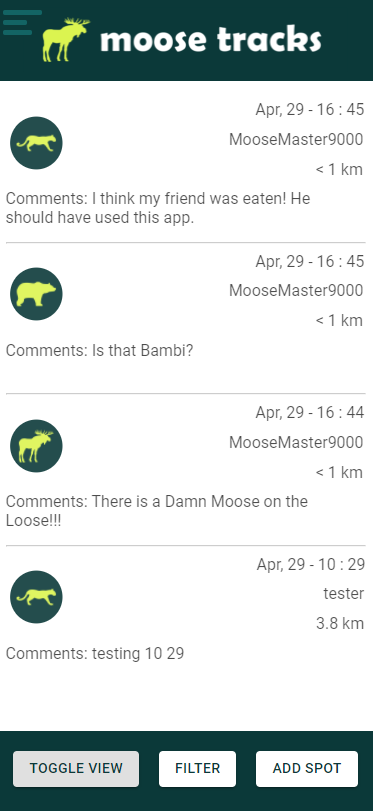 moose tracks
Apr, 29 - 16 : 45
MooseMaster9000
< 1 km
Comments: I think my friend was eaten! He
should have used this app.
Apr, 29 - 16 : 45
MooseMaster9000
< 1 km
Comments: Is that Bambi?
Apr, 29 - 16 : 44
MooseMaster9000
< 1 km
Comments: There is a Damn Moose on the
Loose!!!
Apr, 29 - 10 : 29
tester
3.8 km
Comments: testing 10 29
TOGGLE VIEW
FILTER
ADD SPOT